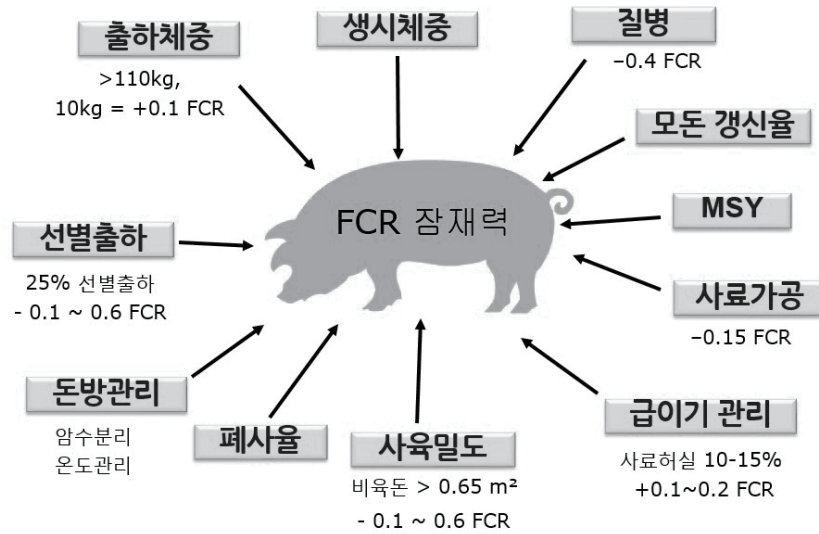 출하체중
>110kg,
10kg = +0.1 FCR
생시체중
질병
–0.4 FCR
모돈 갱신율
MSY
FCR 잠재력
선별출하
25% 선별출하
- 0.1 ~ 0.6 FCR
사료가공
–0.15 FCR
돈방관리
암수분리
온도관리
폐사율
사육밀도
비육돈 > 0.65 m²
- 0.1 ~ 0.6 FCR
급이기 관리
사료허실 10-15%
+0.1~0.2 FCR